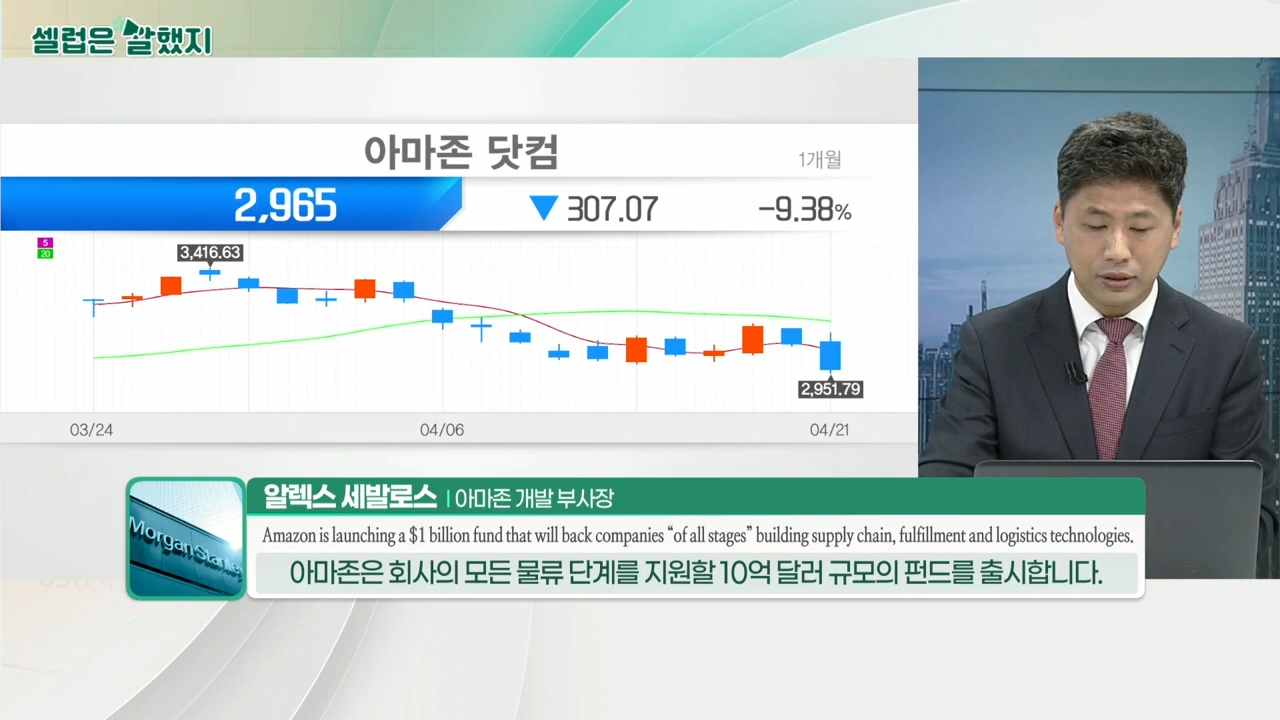 셀럽은 말했지
아마존 닷컴
1개월
2,965 ▼ 307.07 -9.38%
5
20
3,416.63
2,951.79
03/24 04/06 04/21
알렉스 세발로스 | 아마존 개발 부사장
Morgan Stanley
Amazon is launching a $1 billion fund that will back companies “of all stages” building supply chain, fulfillment and logistics technologies.
아마존은 회사의 모든 물류 단계를 지원할 10억 달러 규모의 펀드를 출시합니다.